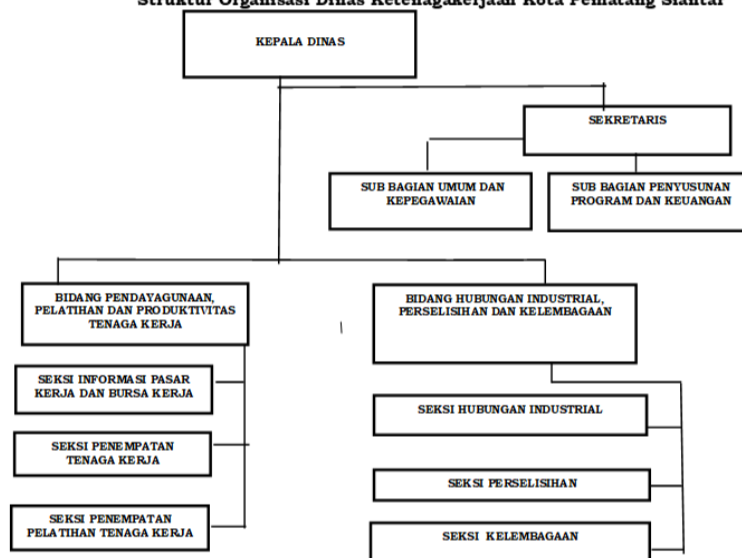 Struktur Organisasi Dinas Ketenagakerjaan Kota Pematang Siantar
KEPALA DINAS
SEKRETARIS
SUB BAGIAN UMUM DAN
KEPEGAWAIAN
SUB BAGIAN PENYUSUNAN
PROGRAM DAN KEUANGAN
BIDANG PENDAYAGUNAAN,
PELATIHAN DAN PRODUKTIVITAS
TENAGA KERJA
BIDANG HUBUNGAN INDUSTRIAL,
PERSELISIHAN DAN KELEMBAGAAN
SEKSI INFORMASI PASAR
KERJA DAN BURSA KERJA
SEKSI PENEMPATAN
TENAGA KERJA
SEKSI PENEMPATAN
PELATIHAN TENAGA KERJA
SEKSI HUBUNGAN INDUSTRIAL
SEKSI PERSELISIHAN
SEKSI KELEMBAGAAN